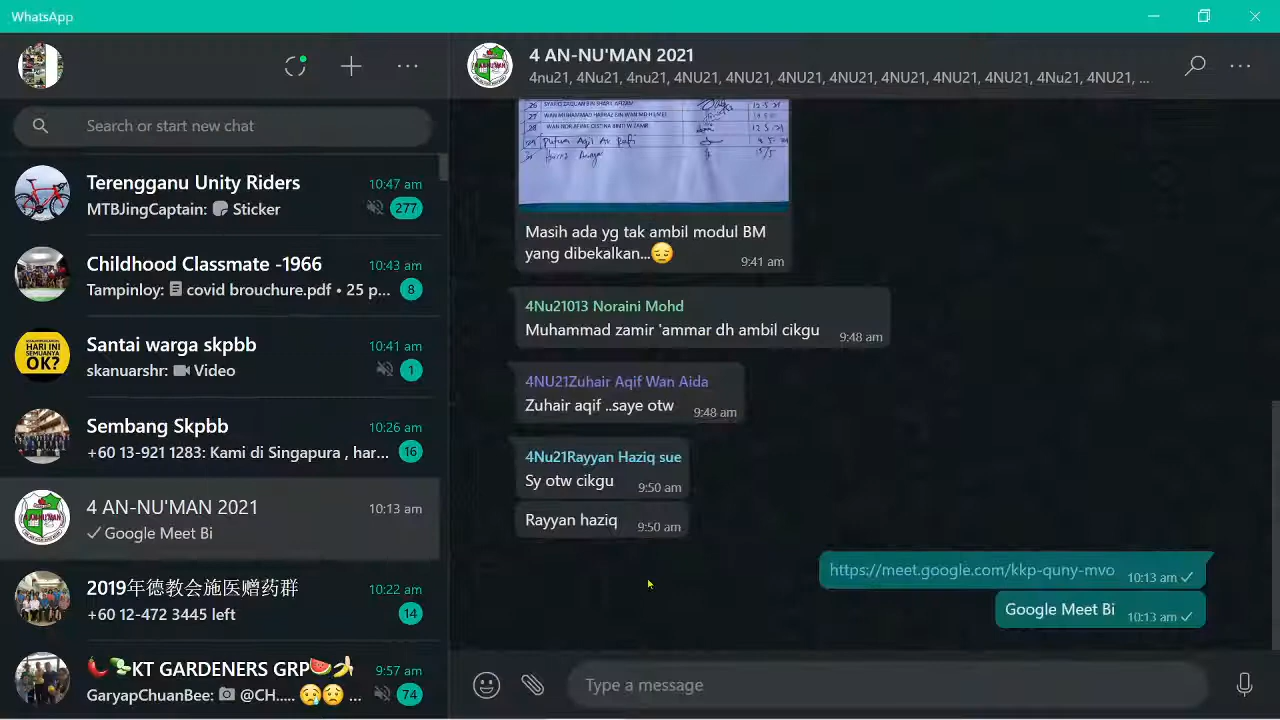 WhatsApp
Search or start new chat
Terengganu Unity Riders
10:47 am
MTBJingCaptain: Sticker
277
Childhood Classmate -1966
10:43 am
Tampinloy: covid brouchure.pdf • 25 p...
8
HARI INI
SEMUANYA
OK?
Santai warga skpbb
10:41 am
skanuarshr: Video
1
Sembang Skpbb
10:26 am
+60 13-921 1283: Kami di Singapura , har...
16
4 AN-NU'MAN 2021
10:13 am
Google Meet Bi
2019年德教会施医赠药群
10:22 am
+60 12-472 3445 left
14
🌶️🥦KT GARDENERS GRP🍉🍌
9:57 am
GaryapChuanBee: @CH..... 😢😟 ...
74
4 AN-NU'MAN 2021
4nu21, 4Nu21, 4nu21, 4NU21, 4NU21, 4NU21, 4NU21, 4NU21, 4NU21, 4Nu21, 4NU21, ...
27
28
Masih ada yg tak ambil modul BM
yang dibekalkan...😔
9:41 am
4Nu21013 Noraini Mohd
Muhammad zamir 'ammar dh ambil cikgu
9:48 am
4NU21Zuhair Aqif Wan Aida
Zuhair aqif ..saye otw
9:48 am
4Nu21Rayyan Haziq sue
Sy otw cikgu
9:50 am
Rayyan haziq
9:50 am
https://meet.google.com/kkp-quny-mvo
10:13 am
Google Meet Bi
10:13 am
Type a message